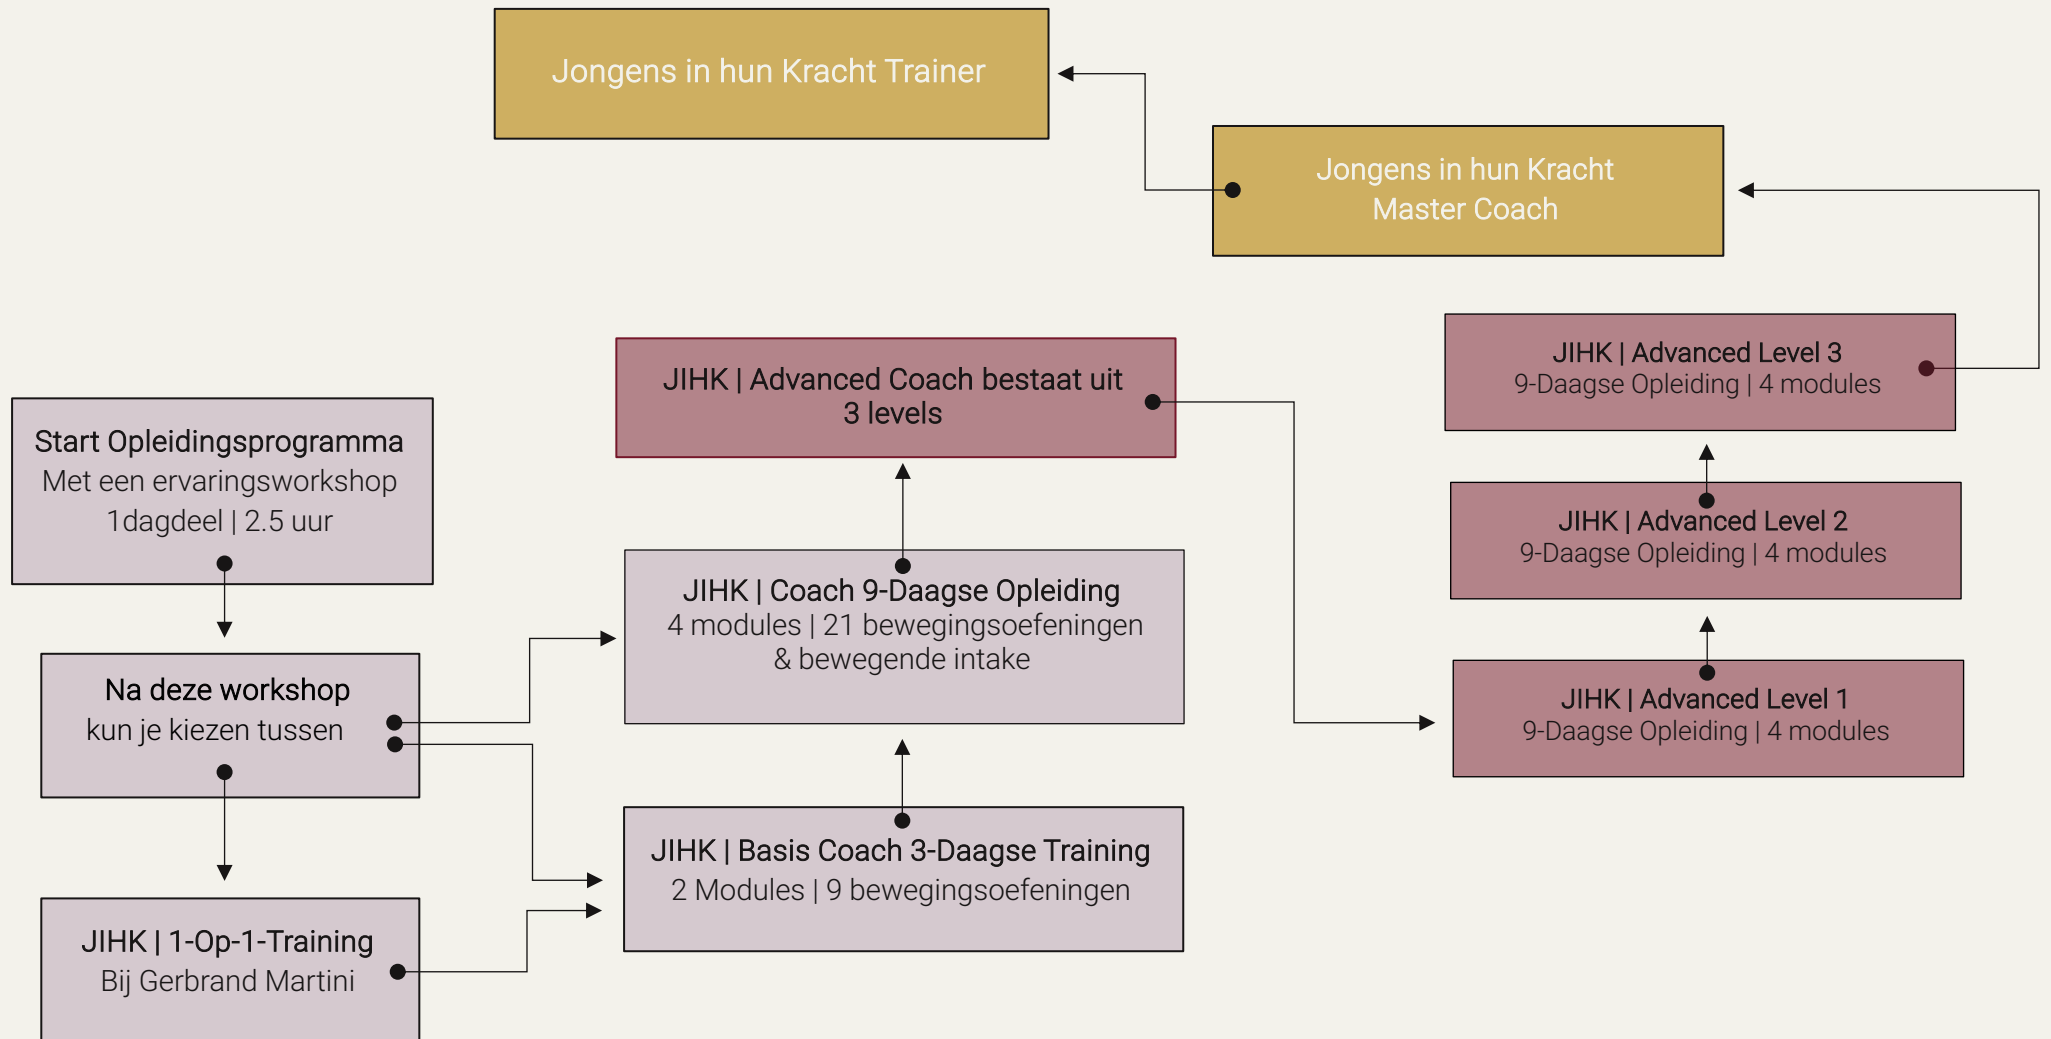 Jongens in hun Kracht Trainer
Jongens in hun Kracht
Master Coach
JIHK | Advanced Level 3
9-Daagse Opleiding | 4 modules
JIHK | Advanced Coach bestaat uit
3 levels
Start Opleidingsprogramma
Met een ervaringsworkshop
1dagdeel | 2.5 uur
JIHK | Advanced Level 2
9-Daagse Opleiding | 4 modules
JIHK | Coach 9-Daagse Opleiding
4 modules | 21 bewegingsoefeningen
& bewegende intake
Na deze workshop
kun je kiezen tussen
JIHK | Advanced Level 1
9-Daagse Opleiding | 4 modules
JIHK | Basis Coach 3-Daagse Training
2 Modules | 9 bewegingsoefeningen
JIHK | 1-Op-1-Training
Bij Gerbrand Martini